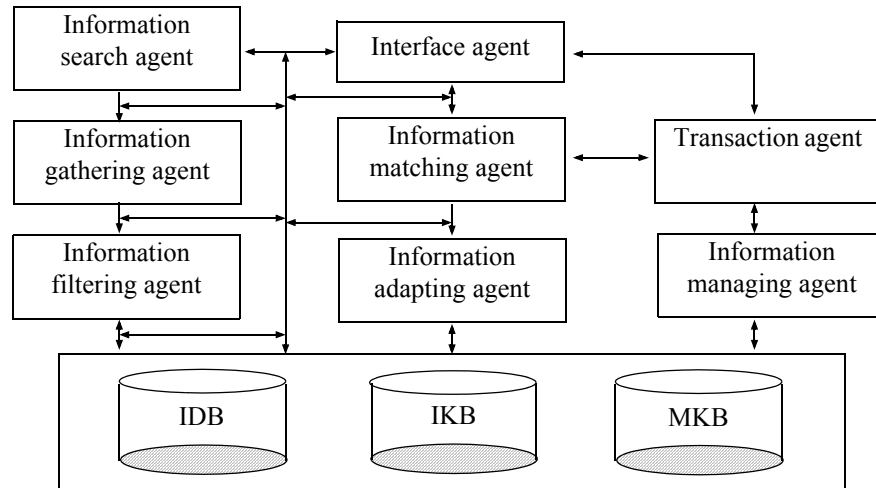 Information
search agent
Interface agent
Information
gathering agent
Information
matching agent
Transaction agent
Information
filtering agent
Information
adapting agent
Information
managing agent
IDB
IKB
MKB